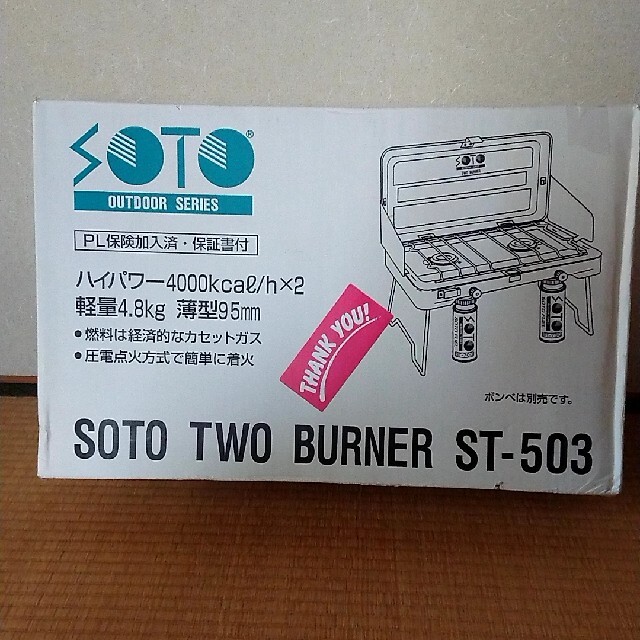 SOTO®
OUTDOOR SERIES
PL保険加入済・保証書付
ハイパワー4000kcaℓ/h×2
軽量4.8kg 薄型95mm
•燃料は経済的なカセットガス
•圧電点火方式で簡単に着火
THANK YOU!
SOTO
ボンベは別売です。
SOTO TWO BURNER ST-503